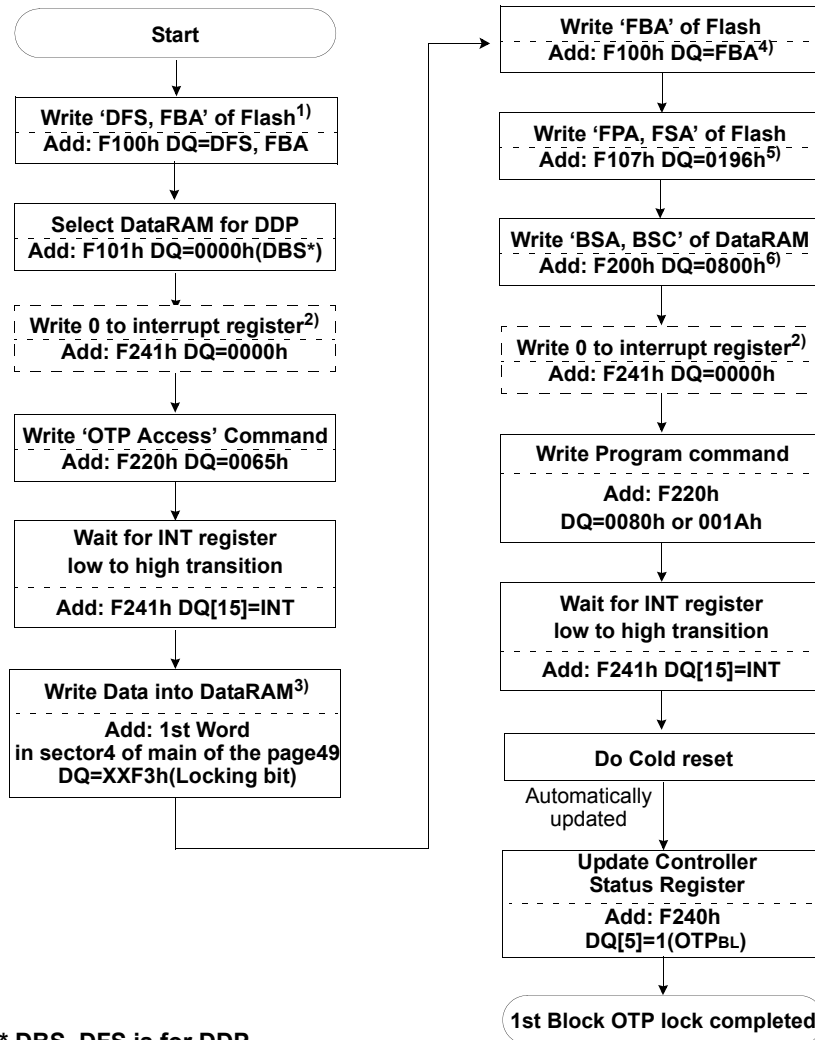 Start
Write ‘DFS, FBA’ of Flash1)
Add: F100h DQ=DFS, FBA
Select DataRAM for DDP
Add: F101h DQ=0000h(DBS*)
Write 0 to interrupt register2)
Add: F241h DQ=0000h
Write ‘OTP Access’ Command
Add: F220h DQ=0065h
Wait for INT register
low to high transition
Add: F241h DQ[15]=INT
Write Data into DataRAM3)
Add: 1st Word
in sector4 of main of the page49
DQ=XXF3h(Locking bit)
Write ‘FBA’ of Flash
Add: F100h DQ=FBA4)
Write ‘FPA, FSA’ of Flash
Add: F107h DQ=0196h5)
Write ‘BSA, BSC’ of DataRAM
Add: F200h DQ=0800h6)
Write 0 to interrupt register2)
Add: F241h DQ=0000h
Write Program command
Add: F220h
DQ=0080h or 001Ah
Wait for INT register
low to high transition
Add: F241h DQ[15]=INT
Do Cold reset
Automatically
updated
Update Controller
Status Register
Add: F240h
DQ[5]=1(OTPBL)
1st Block OTP lock completed
* DBS, DFS is for DDP